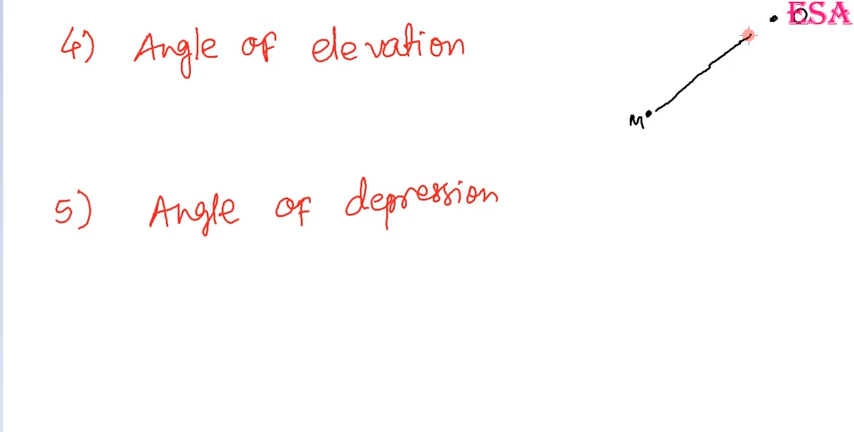 4) Angle of elevation
ESA
M
5) Angle of depression